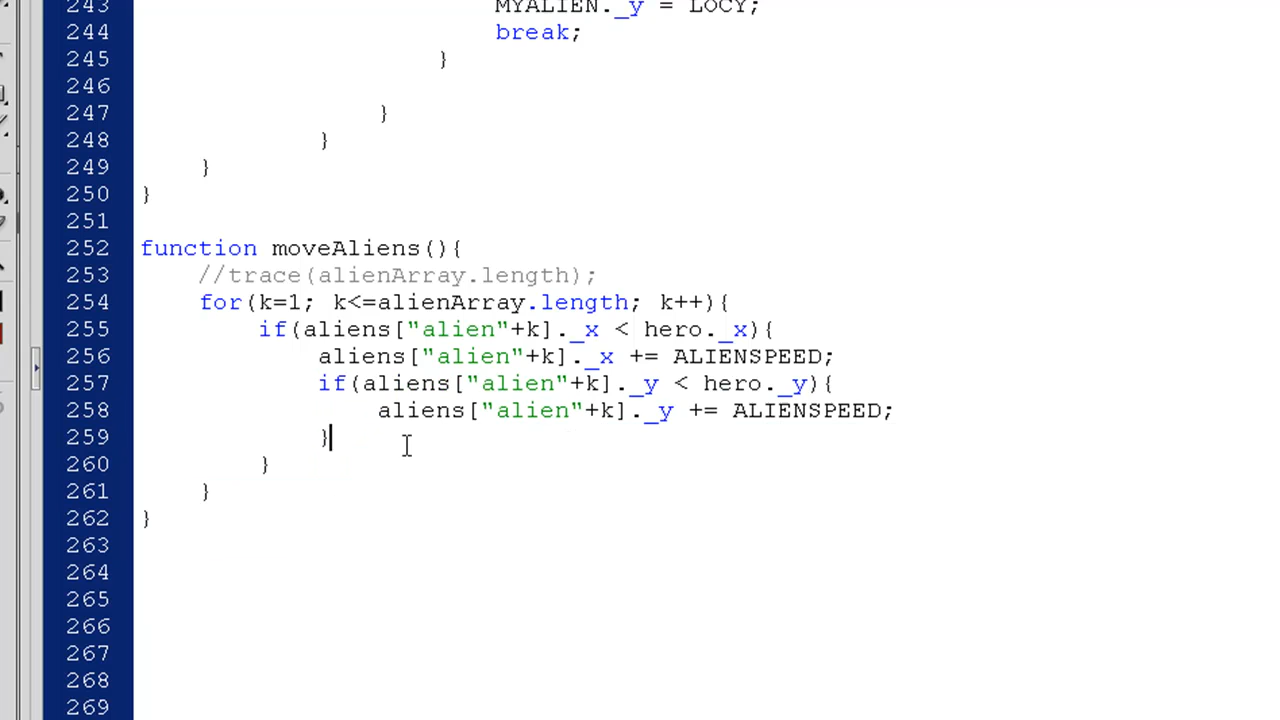 243 MYALIEN._y = LOCY;
244 break;
245 }
246
247 }
248 }
249 }
250 }
251
252 function moveAliens(){
253 //trace(alienArray.length);
254 for(k=1; k<=alienArray.length; k++){
255 if(aliens["alien"+k]._x < hero._x){
256 aliens["alien"+k]._x += ALIENSPEED;
257 if(aliens["alien"+k]._y < hero._y){
258 aliens["alien"+k]._y += ALIENSPEED;
259 }
260 }
261 }
262 }
263
264
265
266
267
268
269